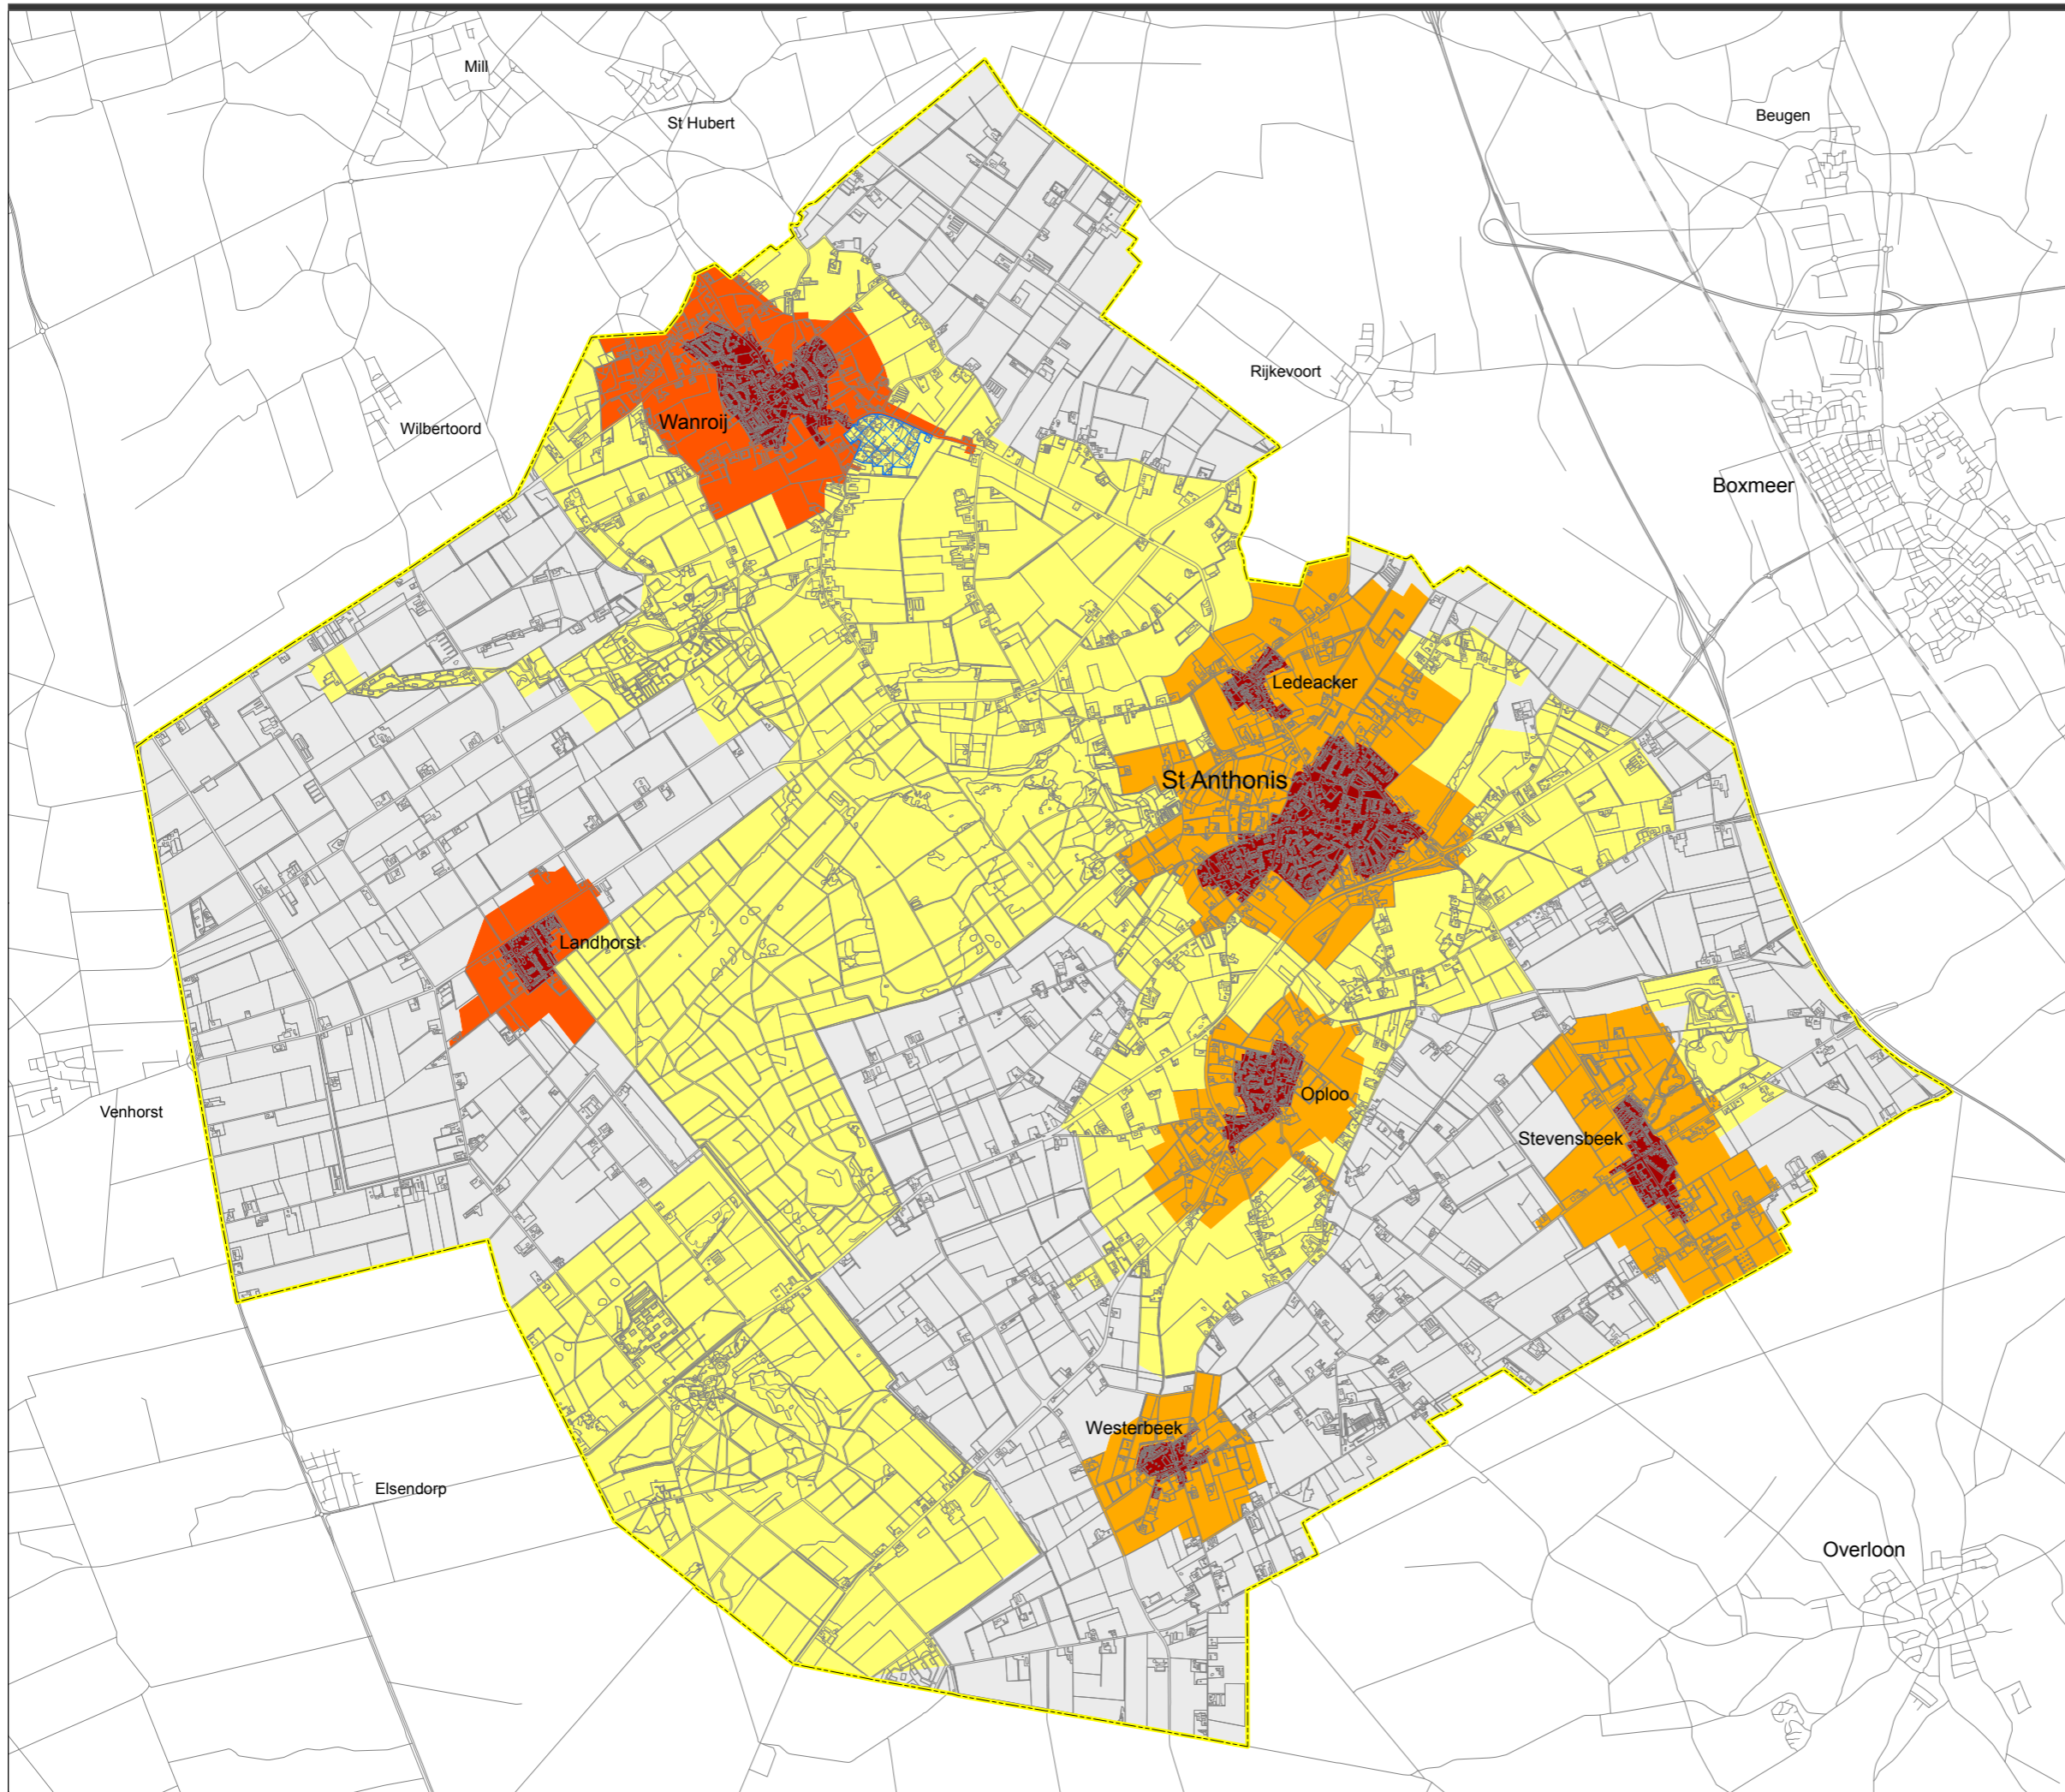 Mill
St Hubert
Beugen
Rijkevoort
Wanroij
Wilbertoord
Boxmeer
Ledeacker
St Anthonis
Landhorst
Oploo
Venhorst
Stevensbeek
Westerbeek
Elsendorp
Overloon